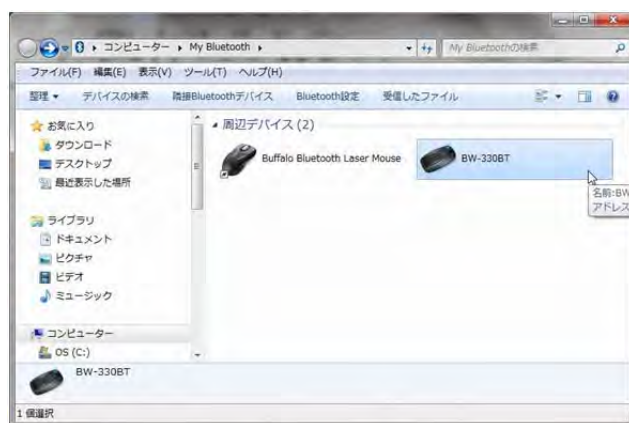 コンピューター ▸ My Bluetooth ▸
My Bluetoothの検索
ファイル(F) 編集(E) 表示(V) ツール(T) ヘルプ(H)
整理 デバイスの検索 隣接Bluetoothデバイス Bluetooth設定 受信したファイル
お気に入り
ダウンロード
デスクトップ
最近表示した場所
ライブラリ
ドキュメント
ピクチャ
ビデオ
ミュージック
コンピューター
OS (C:)
周辺デバイス (2)
Buffalo Bluetooth Laser Mouse
BW-330BT
名前:BW
アドレス
BW-330BT
1 個選択